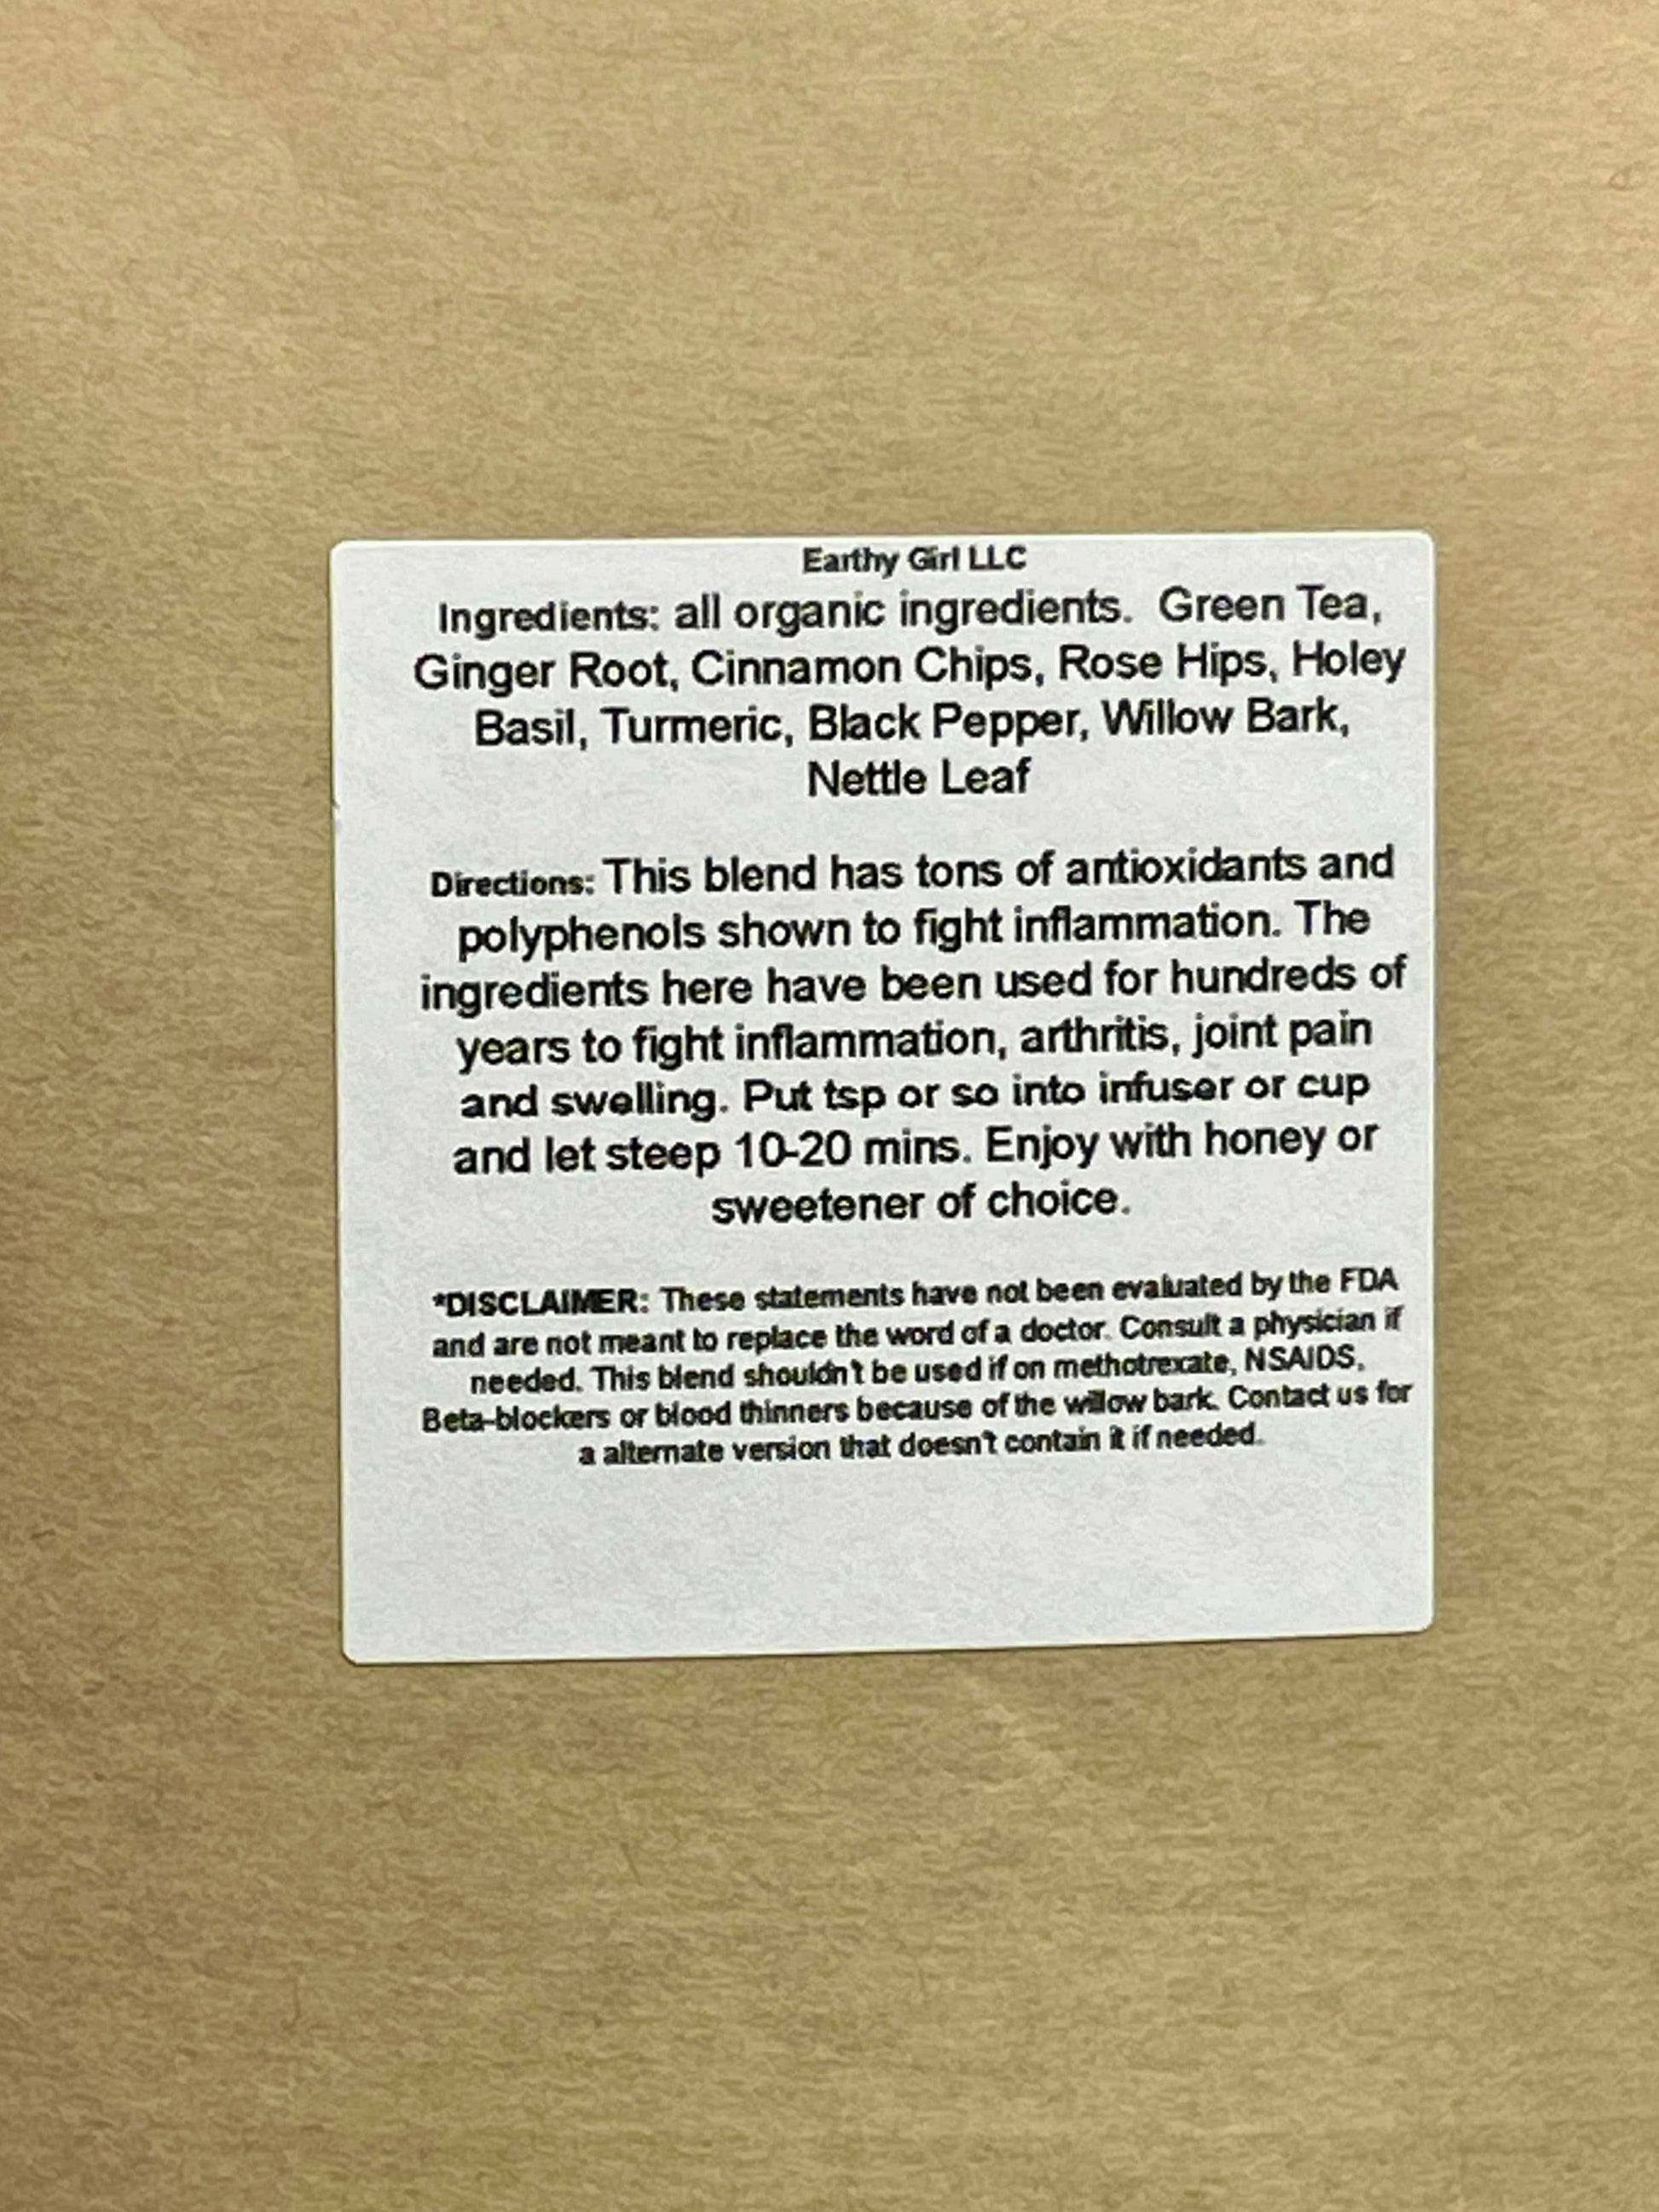 Earthy Girl LLC
Ingredients: all organic ingredients. Green Tea,
Ginger Root, Cinnamon Chips, Rose Hips, Holey
Basil, Turmeric, Black Pepper, Willow Bark,
Nettle Leaf
Directions: This blend has tons of antioxidants and
polyphenols shown to fight inflammation. The
ingredients here have been used for hundreds of
years to fight inflammation, arthritis, joint pain
and swelling. Put tsp or so into infuser or cup
and let steep 10-20 mins. Enjoy with honey or
sweetener of choice.
*DISCLAIMER: These statements have not been evaluated by the FDA
and are not meant to replace the word of a doctor. Consult a physician if
needed. This blend shouldn't be used if on methotrexate, NSAIDS,
Beta-blockers or blood thinners because of the willow bark. Contact us for
a alternate version that doesn't contain it if needed.